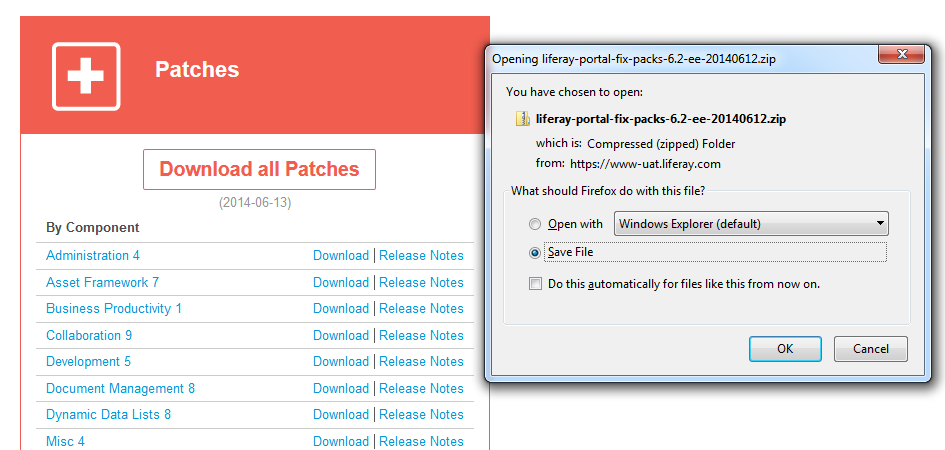 Patches
Download all Patches
(2014-06-13)
By Component
Administration 4 Download | Release Notes
Asset Framework 7 Download | Release Notes
Business Productivity 1 Download | Release Notes
Collaboration 9 Download | Release Notes
Development 5 Download | Release Notes
Document Management 8 Download | Release Notes
Dynamic Data Lists 8 Download | Release Notes
Misc 4 Download | Release Notes
Opening liferay-portal-fix-packs-6.2-ee-20140612.zip
You have chosen to open:
liferay-portal-fix-packs-6.2-ee-20140612.zip
which is: Compressed (zipped) Folder
from: https://www-uat.liferay.com
What should Firefox do with this file?
Open with Windows Explorer (default)
Save File
Do this automatically for files like this from now on.
OK Cancel